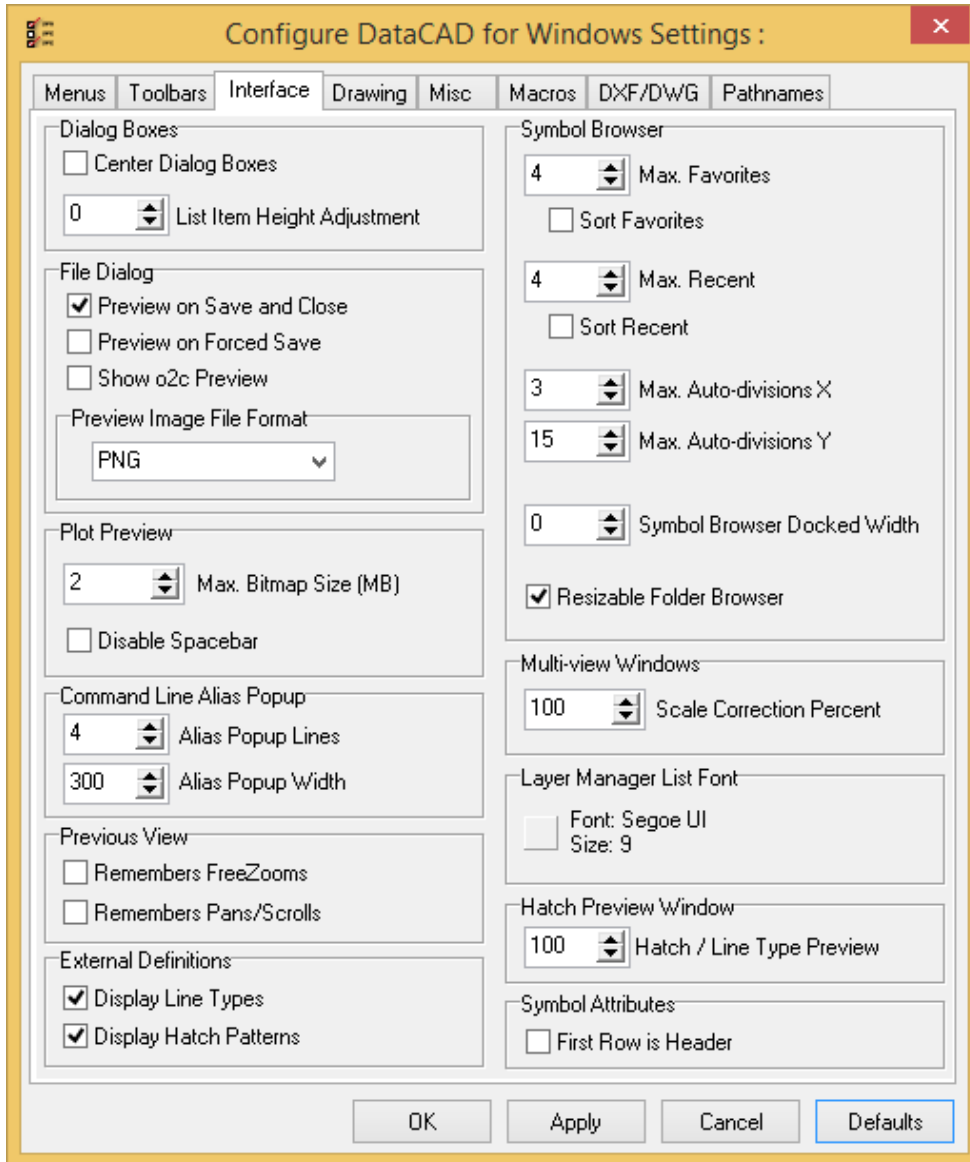 Configure DataCAD for Windows Settings :
Menus Toolbars Interface Drawing Misc Macros DXF/DWG Pathnames
Dialog Boxes
Center Dialog Boxes
0 List Item Height Adjustment
File Dialog
Preview on Save and Close
Preview on Forced Save
Show o2c Preview
Preview Image File Format
PNG
Plot Preview
2 Max. Bitmap Size (MB)
Disable Spacebar
Command Line Alias Popup
4 Alias Popup Lines
300 Alias Popup Width
Previous View
Remembers FreeZooms
Remembers Pans/Scrolls
External Definitions
Display Line Types
Display Hatch Patterns
Symbol Browser
4 Max. Favorites
Sort Favorites
4 Max. Recent
Sort Recent
3 Max. Auto-divisions X
15 Max. Auto-divisions Y
0 Symbol Browser Docked Width
Resizable Folder Browser
Multi-view Windows
100 Scale Correction Percent
Layer Manager List Font
Font: Segoe UI
Size: 9
Hatch Preview Window
100 Hatch / Line Type Preview
Symbol Attributes
First Row is Header
OK Apply Cancel Defaults